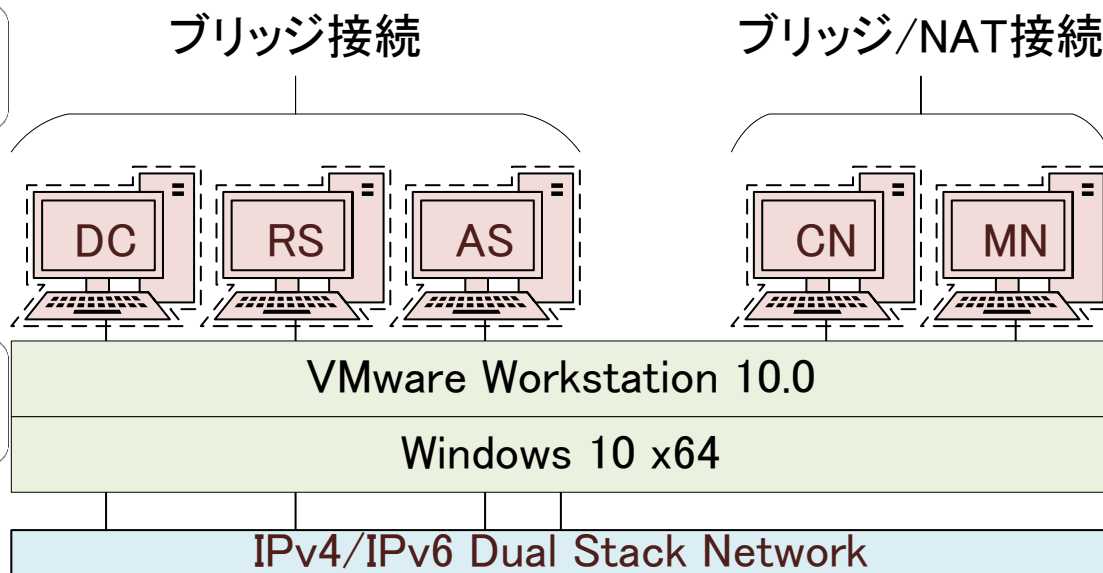 ブリッジ接続
ブリッジ/NAT接続
DC
RS
AS
CN
MN
VMware Workstation 10.0
Windows 10 x64
IPv4/IPv6 Dual Stack Network